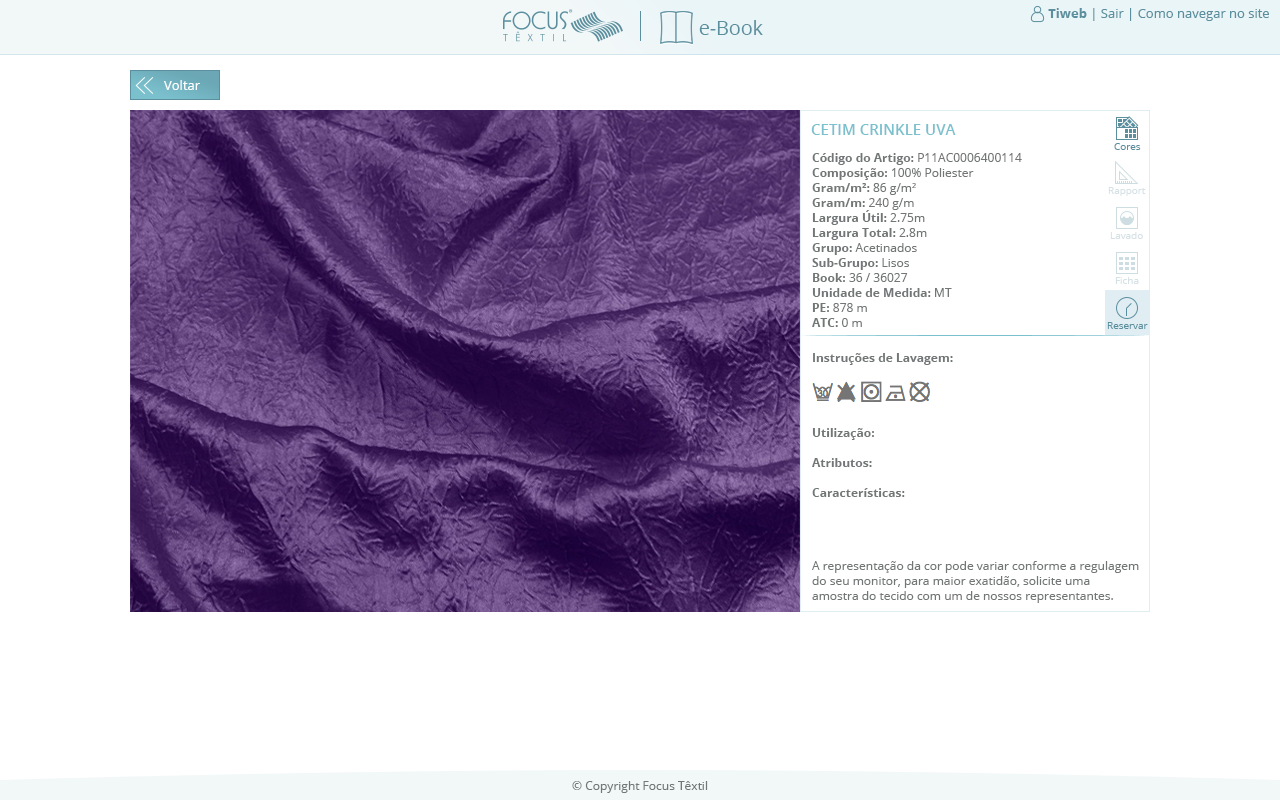 FOCUS®
TÊXTIL
e-Book
Tiweb | Sair | Como navegar no site
Voltar
CETIM CRINKLE UVA
Código do Artigo: P11AC0006400114
Composição: 100% Poliester
Gram/m²: 86 g/m²
Gram/m: 240 g/m
Largura Útil: 2.75m
Largura Total: 2.8m
Grupo: Acetinados
Sub-Grupo: Lisos
Book: 36 / 36027
Unidade de Medida: MT
PE: 878 m
ATC: 0 m
Cores
Rapport
Lavado
Ficha
Reservar
Instruções de Lavagem:
30
Utilização:
Atributos:
Características:
A representação da cor pode variar conforme a regulagem
do seu monitor, para maior exatidão, solicite uma
amostra do tecido com um de nossos representantes.
© Copyright Focus Têxtil